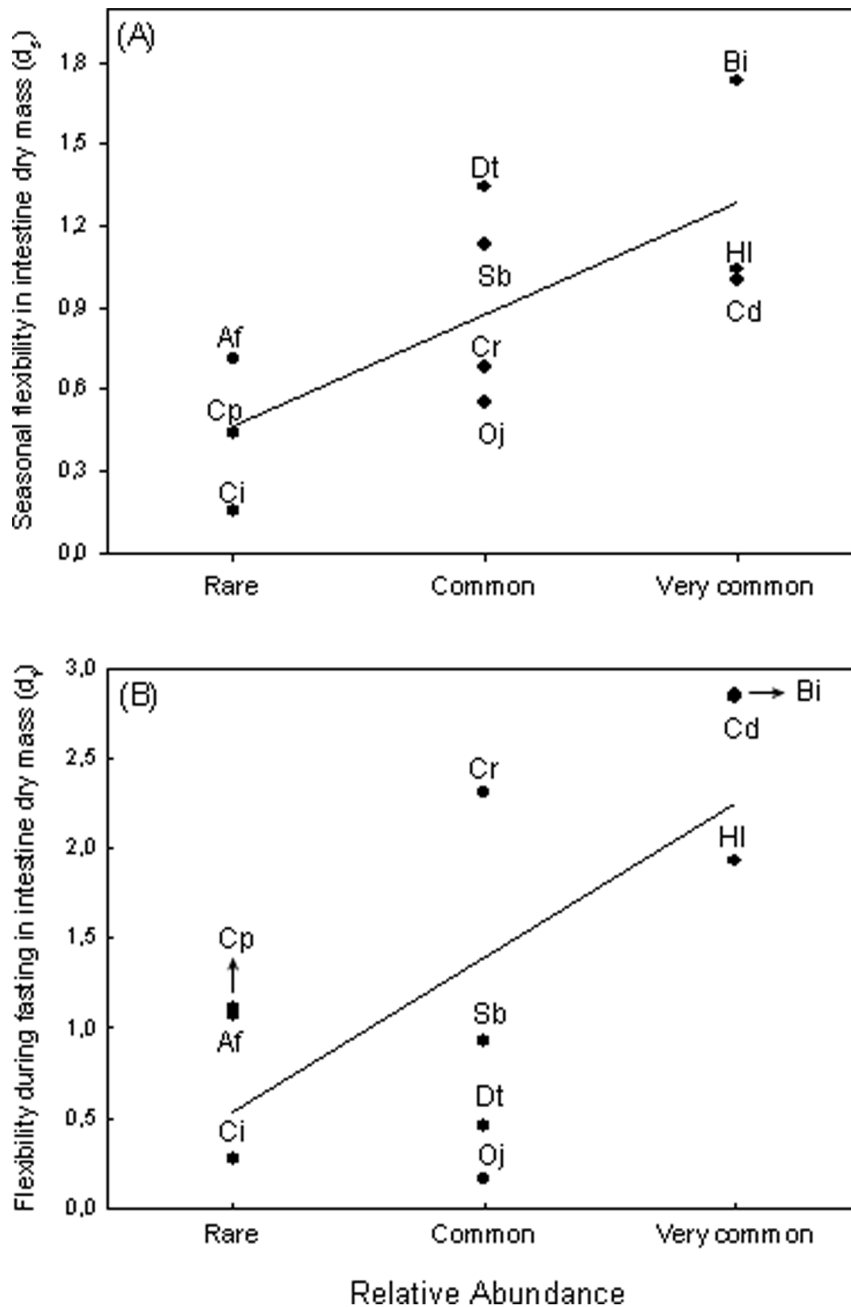 (A)
Seasonal flexibility in intestine dry mass (ds)
1,8
1,5
1,2
0,9
0,6
0,3
0,0
Bi
Dt
Sb
Hl
Cd
Af
Cr
Cp
Oj
Ci
Rare
Common
Very common
(B)
Flexibility during fasting in intestine dry mass (df)
3,0
2,5
2,0
1,5
1,0
0,5
0,0
Bi
Cd
Cr
Hl
Cp
Sb
Af
Dt
Ci
Oj
Rare
Common
Very common
Relative Abundance